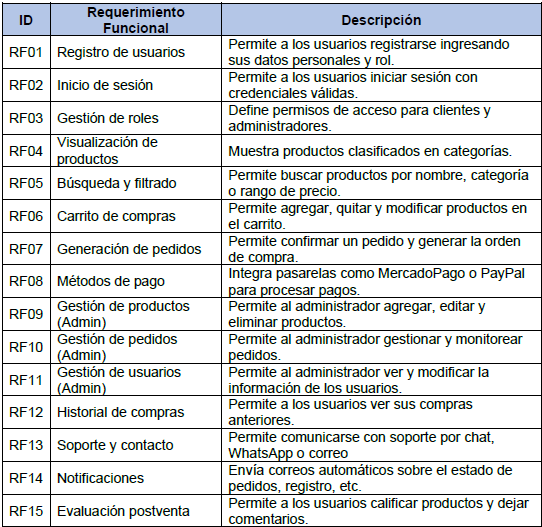 ID
Requerimiento
Funcional
Descripción
RF01
Registro de usuarios
Permite a los usuarios registrarse ingresando
sus datos personales y rol.
RF02
Inicio de sesión
Permite a los usuarios iniciar sesión con
credenciales válidas.
RF03
Gestión de roles
Define permisos de acceso para clientes y
administradores.
RF04
Visualización de
productos
Muestra productos clasificados en categorías.
RF05
Búsqueda y filtrado
Permite buscar productos por nombre, categoría
o rango de precio.
RF06
Carrito de compras
Permite agregar, quitar y modificar productos en
el carrito.
RF07
Generación de pedidos
Permite confirmar un pedido y generar la orden
de compra.
RF08
Métodos de pago
Integra pasarelas como MercadoPago o PayPal
para procesar pagos.
RF09
Gestión de productos
(Admin)
Permite al administrador agregar, editar y
eliminar productos.
RF10
Gestión de pedidos
(Admin)
Permite al administrador gestionar y monitorear
pedidos.
RF11
Gestión de usuarios
(Admin)
Permite al administrador ver y modificar la
información de los usuarios.
RF12
Historial de compras
Permite a los usuarios ver sus compras
anteriores.
RF13
Soporte y contacto
Permite comunicarse con soporte por chat,
WhatsApp o correo
RF14
Notificaciones
Envía correos automáticos sobre el estado de
pedidos, registro, etc.
RF15
Evaluación postventa
Permite a los usuarios calificar productos y dejar
comentarios.